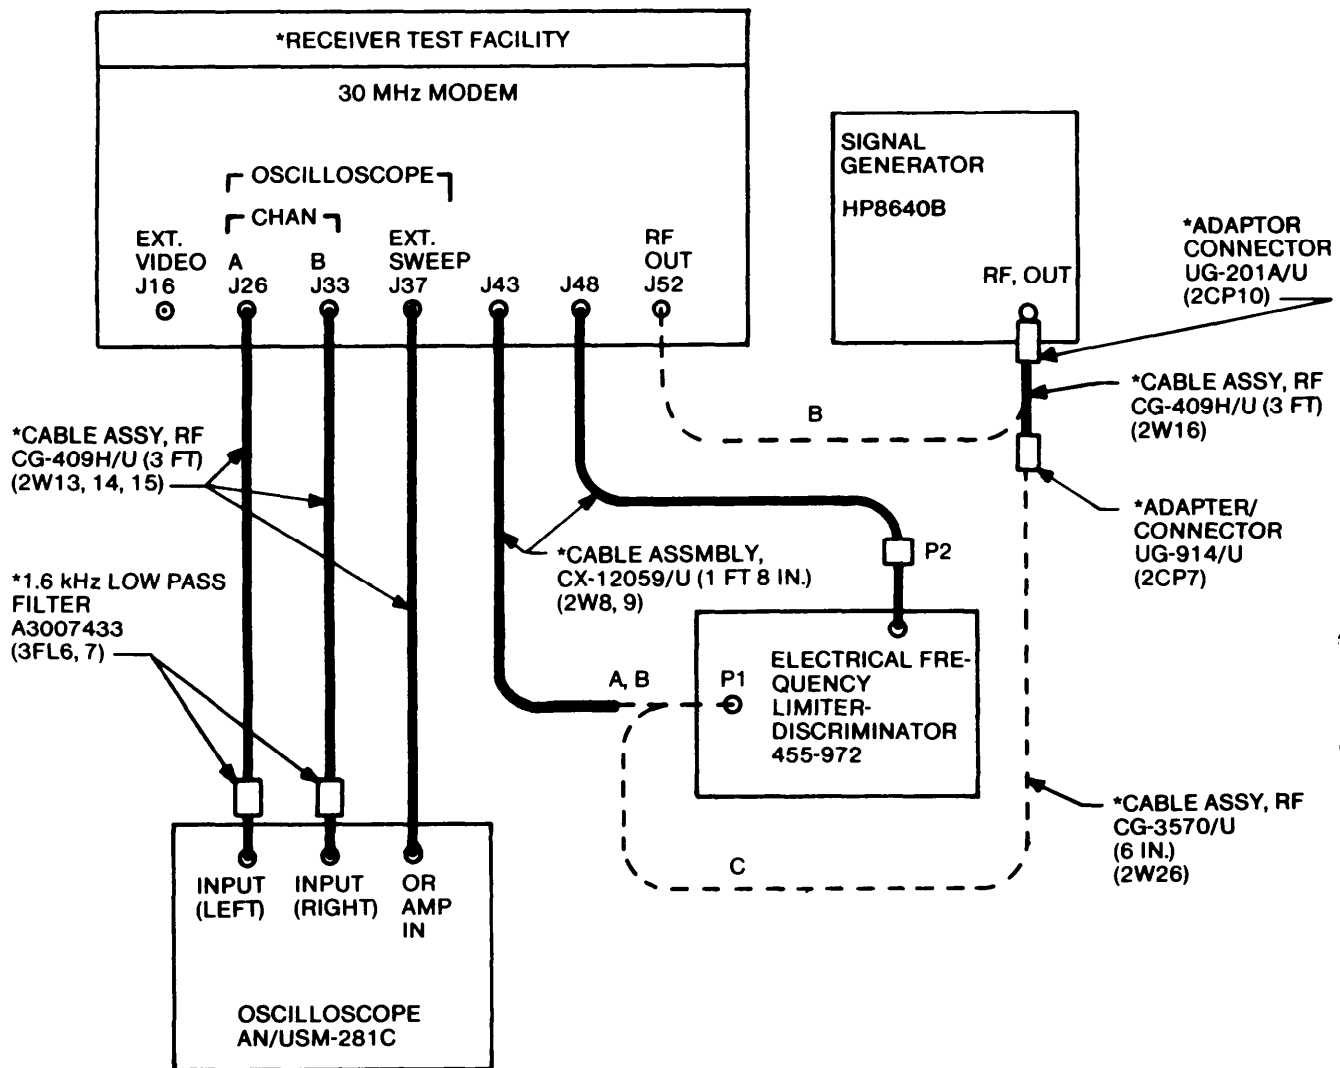 *RECEIVER TEST FACILITY
30 MHz MODEM
OSCILLOSCOPE
CHAN
EXT.
VIDEO
J16
A
J26
B
J33
EXT.
SWEEP
J37
J43
J48
RF
OUT
J52
SIGNAL
GENERATOR
HP8640B
RF, OUT
*ADAPTOR
CONNECTOR
UG-201A/U
(2CP10)
*CABLE ASSY, RF
CG-409H/U (3 FT)
(2W16)
B
*CABLE ASSY, RF
CG-409H/U (3 FT)
(2W13, 14, 15)
*ADAPTER/
CONNECTOR
UG-914/U
(2CP7)
*CABLE ASSMBLY,
CX-12059/U (1 FT 8 IN.)
(2W8, 9)
P2
*1.6 kHz LOW PASS
FILTER
A3007433
(3FL6, 7)
A, B
P1
ELECTRICAL FRE-
QUENCY
LIMITER-
DISCRIMINATOR
455-972
*CABLE ASSY, RF
CG-3570/U
(6 IN.)
(2W26)
C
INPUT
(LEFT)
INPUT
(RIGHT)
OR
AMP
IN
OSCILLOSCOPE
AN/USM-281C